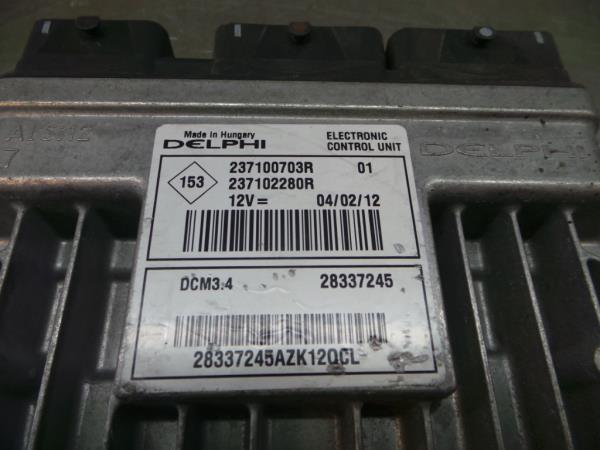 Made in Hungary
DELPHI
ELECTRONIC
CONTROL UNIT
153
237100703R 01
237102280R
12V= 04/02/12
DCM3.4 28337245
28337245AZK12QCL
7
DELPHI